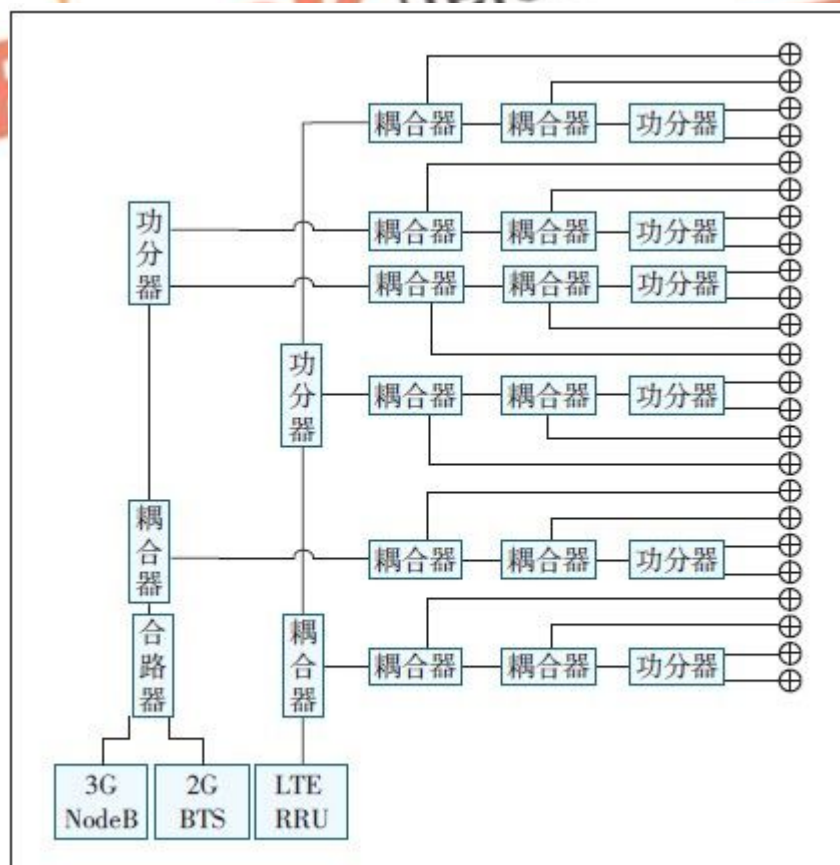 耦合器 耦合器 功分器
功分器
耦合器 耦合器 功分器
耦合器 耦合器 功分器
功分器
耦合器 耦合器 功分器
耦合器
耦合器 耦合器 功分器
合路器
耦合器
耦合器 耦合器 功分器
3G NodeB
2G BTS
LTE RRU